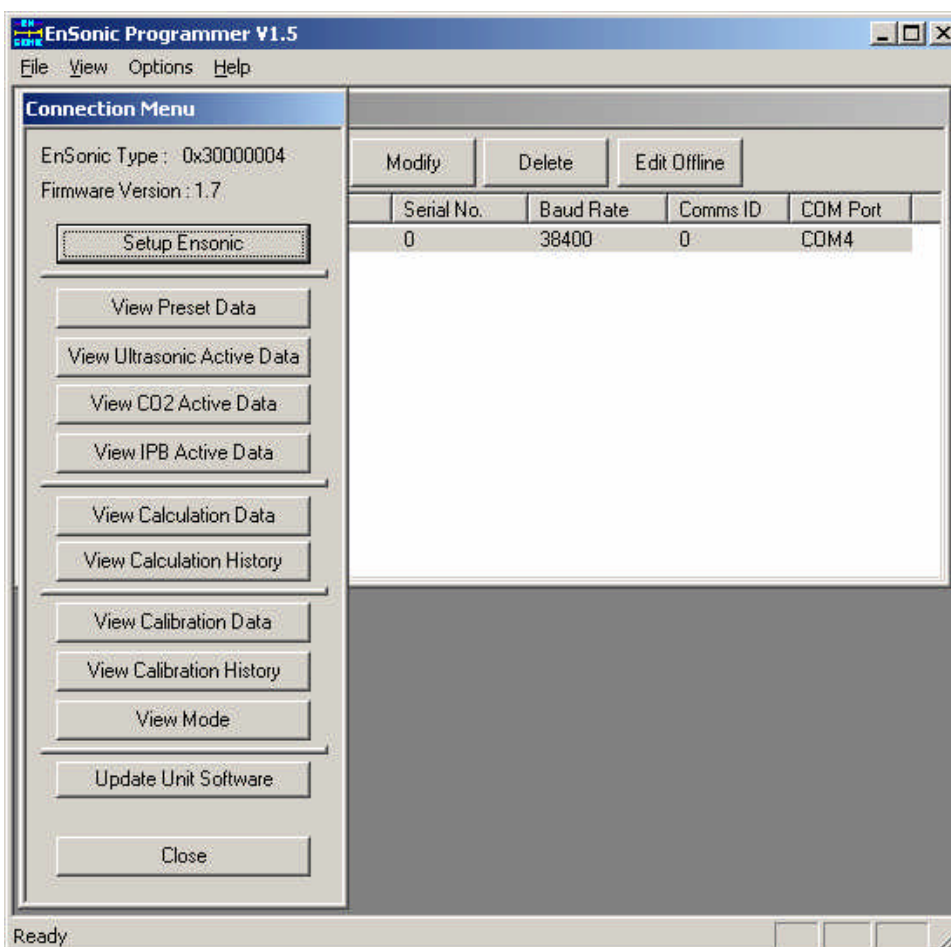 EnSonic Programmer V1.5
File View Options Help
Connection Menu
EnSonic Type : 0x30000004
Firmware Version : 1.7
Setup Ensonic
View Preset Data
View Ultrasonic Active Data
View CO2 Active Data
View IPB Active Data
View Calculation Data
View Calculation History
View Calibration Data
View Calibration History
View Mode
Update Unit Software
Close
Modify Delete Edit Offline
Serial No. Baud Rate Comms ID COM Port
0 38400 0 COM4
Ready